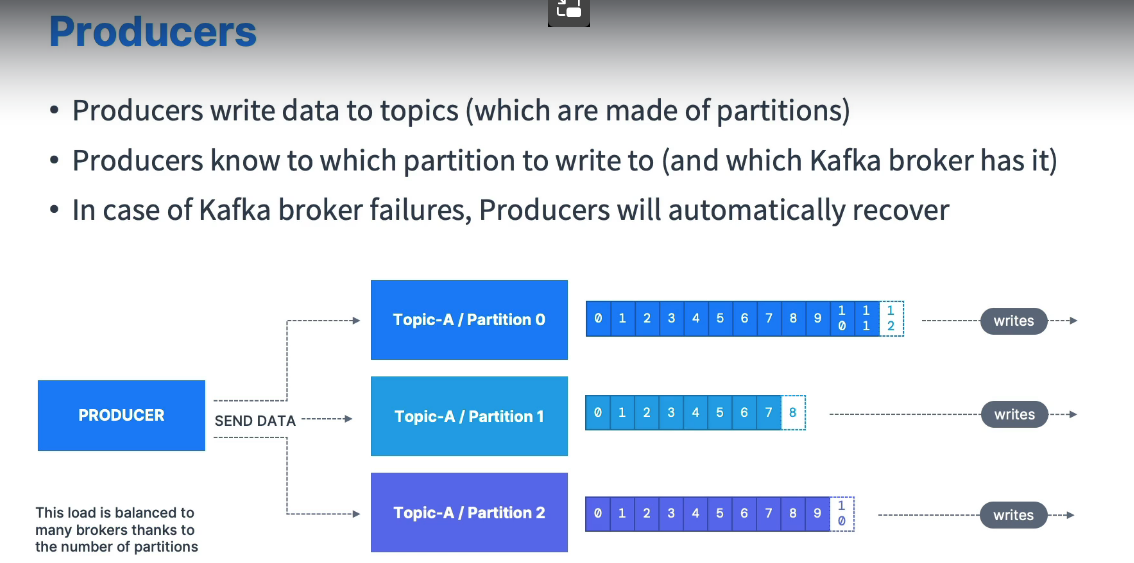 Producers
• Producers write data to topics (which are made of partitions)
• Producers know to which partition to write to (and which Kafka broker has it)
• In case of Kafka broker failures, Producers will automatically recover
Topic-A / Partition 0
0 1 2 3 4 5 6 7 8 9 10 11 12
writes
PRODUCER
SEND DATA
Topic-A / Partition 1
0 1 2 3 4 5 6 7 8
writes
Topic-A / Partition 2
0 1 2 3 4 5 6 7 8 9 10
writes
This load is balanced to
many brokers thanks to
the number of partitions